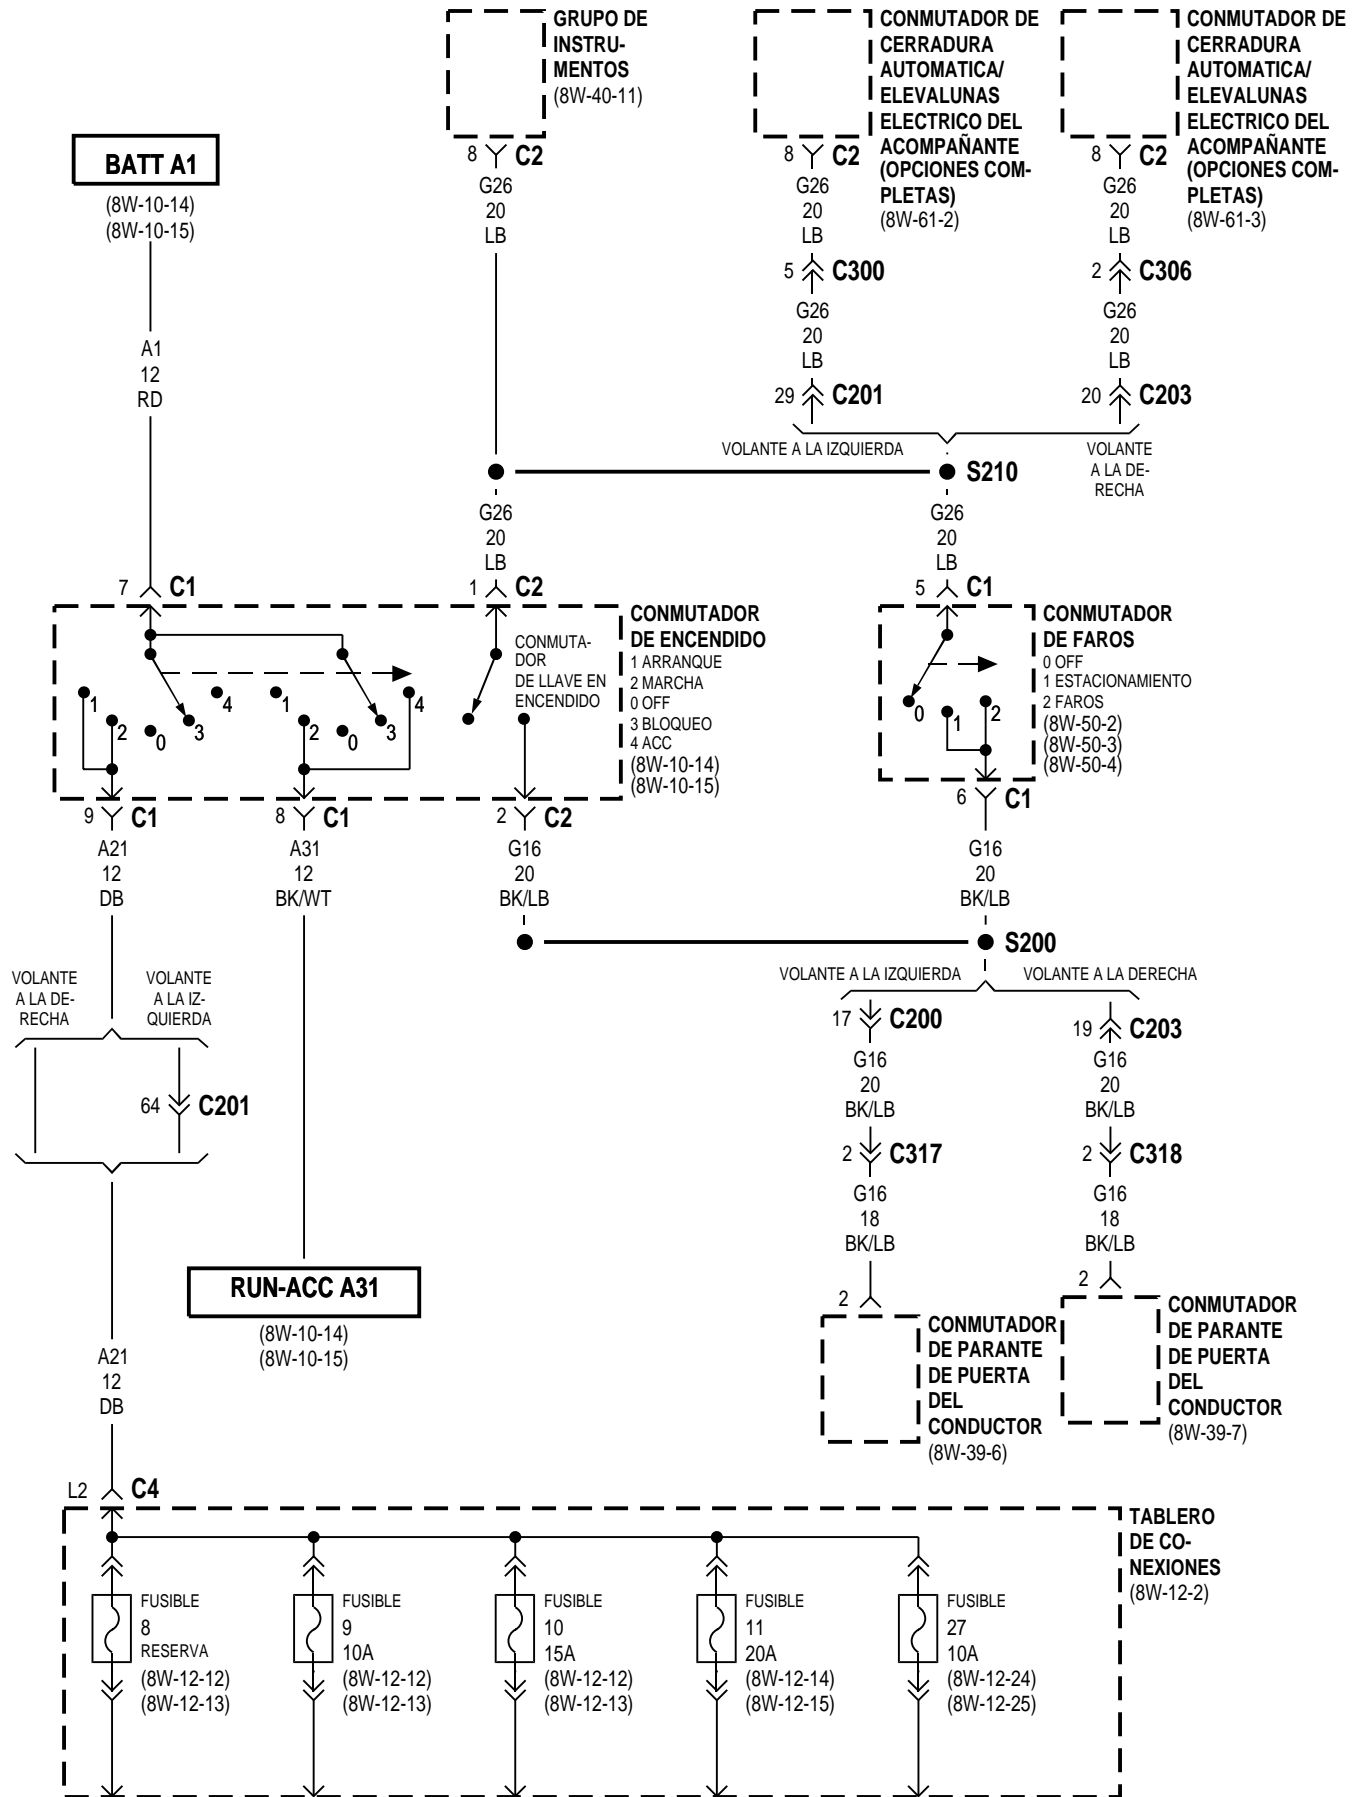 GRUPO DE
INSTRU-
MENTOS
(8W-40-11)
CONMUTADOR DE
CERRADURA
AUTOMATICA/
ELEVALUNAS
ELECTRICO DEL
ACOMPAÑANTE
(OPCIONES COM-
PLETAS)
(8W-61-2)
CONMUTADOR DE
CERRADURA
AUTOMATICA/
ELEVALUNAS
ELECTRICO DEL
ACOMPAÑANTE
(OPCIONES COM-
PLETAS)
(8W-61-3)
BATT A1
(8W-10-14)
(8W-10-15)
8 C2
G26
20
LB
8 C2
G26
20
LB
8 C2
G26
20
LB
5 C300
G26
20
LB
2 C306
G26
20
LB
29 C201
20 C203
A1
12
RD
VOLANTE A LA IZQUIERDA
VOLANTE
A LA DE-
RECHA
S210
G26
20
LB
G26
20
LB
7 C1
1 C2
5 C1
CONMUTADOR
DE ENCENDIDO
1 ARRANQUE
2 MARCHA
0 OFF
3 BLOQUEO
4 ACC
(8W-10-14)
(8W-10-15)
CONMUTA-
DOR
DE LLAVE EN
ENCENDIDO
1 2 0 3 4
1 2 0 3 4
CONMUTADOR
DE FAROS
0 OFF
1 ESTACIONAMIENTO
2 FAROS
(8W-50-2)
(8W-50-3)
(8W-50-4)
0 1 2
9 C1
A21
12
DB
8 C1
A31
12
BK/WT
2 C2
G16
20
BK/LB
6 C1
G16
20
BK/LB
S200
VOLANTE
A LA DE-
RECHA
VOLANTE
A LA IZ-
QUIERDA
64 C201
VOLANTE A LA IZQUIERDA
VOLANTE A LA DERECHA
17 C200
G16
20
BK/LB
19 C203
G16
20
BK/LB
2 C317
G16
18
BK/LB
2 C318
G16
18
BK/LB
RUN-ACC A31
(8W-10-14)
(8W-10-15)
2
CONMUTADOR
DE PARANTE
DE PUERTA
DEL
CONDUCTOR
(8W-39-6)
2
CONMUTADOR
DE PARANTE
DE PUERTA
DEL
CONDUCTOR
(8W-39-7)
A21
12
DB
L2 C4
TABLERO
DE CO-
NEXIONES
(8W-12-2)
FUSIBLE
8
RESERVA
(8W-12-12)
(8W-12-13)
FUSIBLE
9
10A
(8W-12-12)
(8W-12-13)
FUSIBLE
10
15A
(8W-12-12)
(8W-12-13)
FUSIBLE
11
20A
(8W-12-14)
(8W-12-15)
FUSIBLE
27
10A
(8W-12-24)
(8W-12-25)